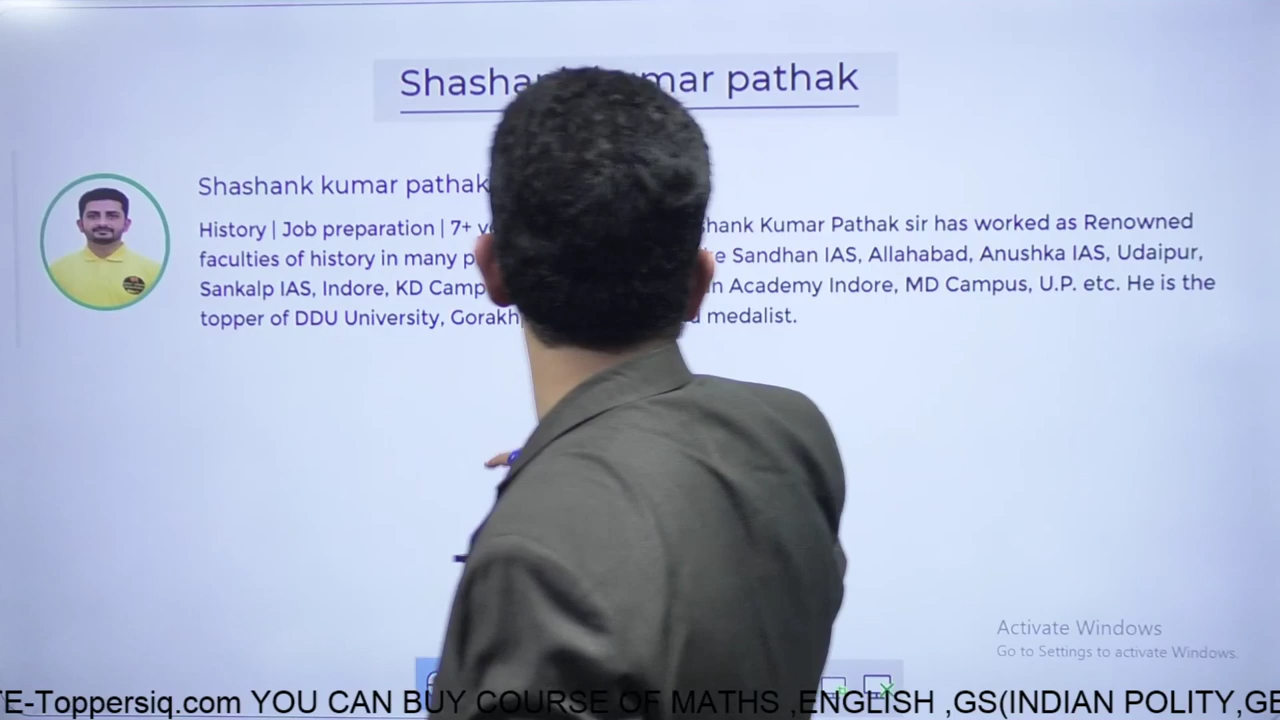 Shasha mar pathak
Shashank kumar pathak
History | Job preparation | 7+ hank Kumar Pathak sir has worked as Renowned
faculties of history in many Sandhan IAS, Allahabad, Anushka IAS, Udaipur,
Sankalp IAS, Indore, KD Camp Academy Indore, MD Campus, U.P. etc. He is the
topper of DDU University, Gorakh medalist.
Activate Windows
Go to Settings to activate Windows.
TE-Toppersiq.com YOU CAN BUY COURSE OF MATHS ,ENGLISH ,GS(INDIAN POLITY,GE